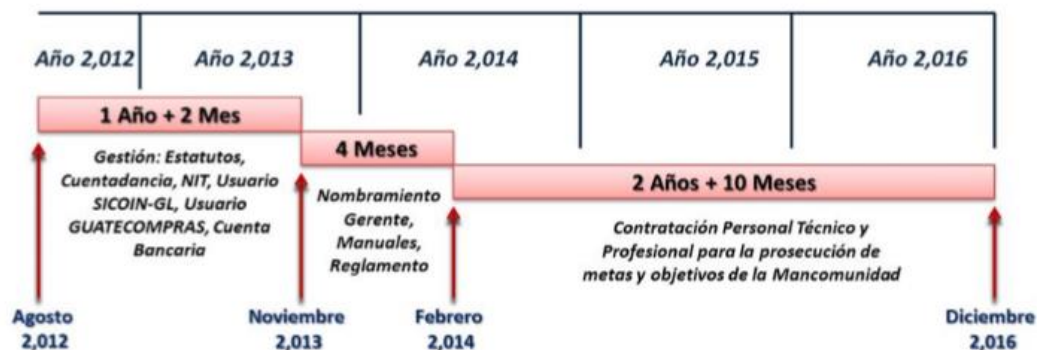 Año 2,012
Año 2,013
Año 2,014
Año 2,015
Año 2,016
1 Año + 2 Mes
4 Meses
2 Años + 10 Meses
Gestión: Estatutos,
Cuentadancia, NIT, Usuario
SICOIN-GL, Usuario
GUATECOMPRAS, Cuenta
Bancaria
Nombramiento
Gerente,
Manuales,
Reglamento
Contratación Personal Técnico y
Profesional para la prosecución de
metas y objetivos de la Mancomunidad
Agosto
2,012
Noviembre
2,013
Febrero
2,014
Diciembre
2,016